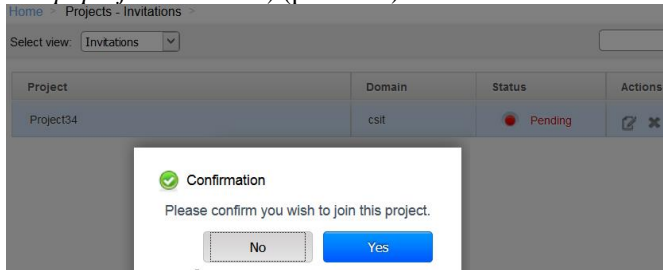 Home > Projects - Invitations >
Select view: Invitations
Project Domain Status Actions
Project34 csit Pending
Confirmation
Please confirm you wish to join this project.
No Yes